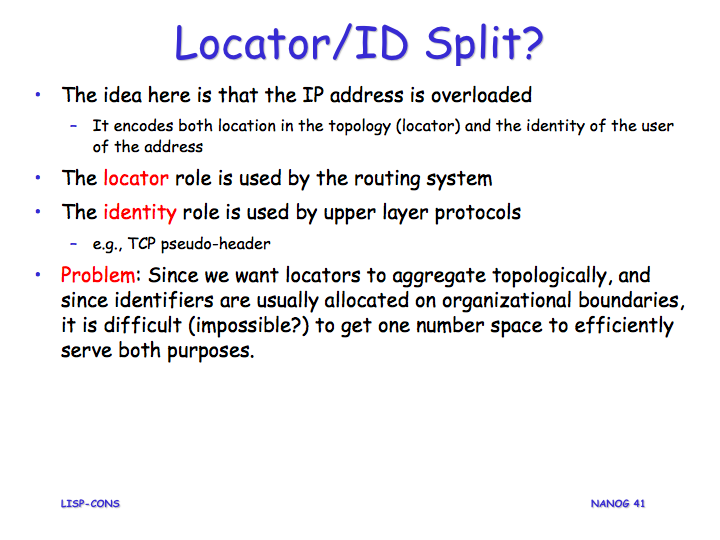 Locator/ID Split?
• The idea here is that the IP address is overloaded
– It encodes both location in the topology (locator) and the identity of the user
of the address
• The locator role is used by the routing system
• The identity role is used by upper layer protocols
– e.g., TCP pseudo-header
• Problem: Since we want locators to aggregate topologically, and
since identifiers are usually allocated on organizational boundaries,
it is difficult (impossible?) to get one number space to efficiently
serve both purposes.
LISP-CONS
NANOG 41